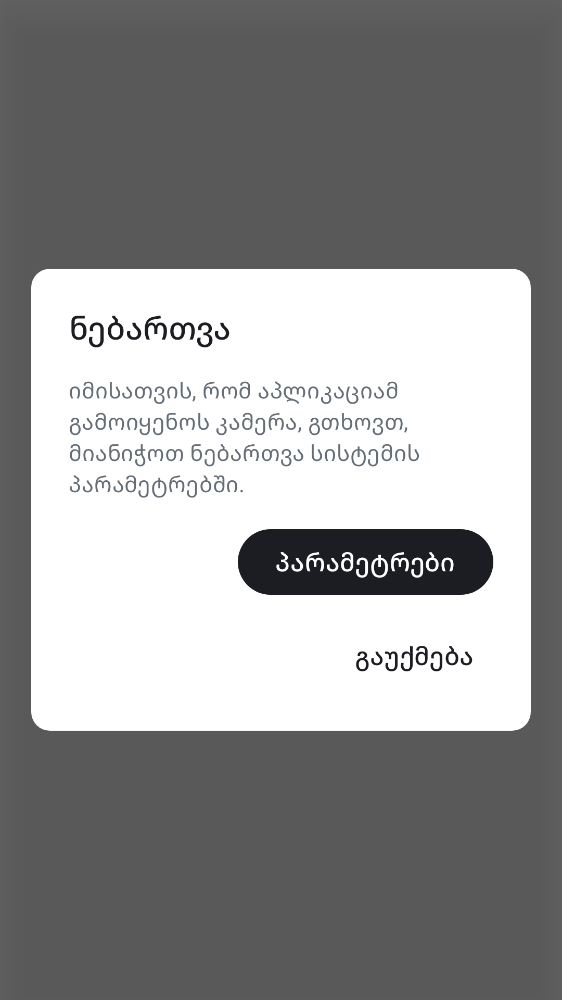 ნებართვა
იმისათვის, რომ აპლიკაციამ
გამოიყენოს კამერა, გთხოვთ,
მიანიჭოთ ნებართვა სისტემის
პარამეტრებში.
პარამეტრები
გაუქმება